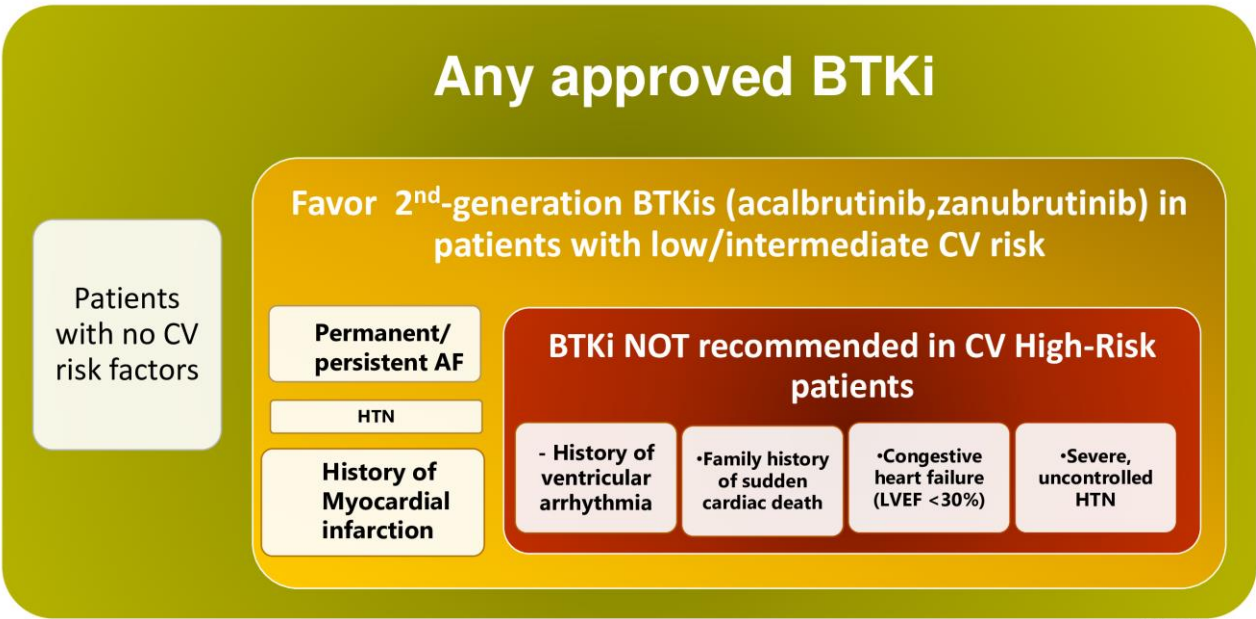 Any approved BTKi
Favor 2nd-generation BTKis (acalbrutinib,zanubrutinib) in
patients with low/intermediate CV risk
Patients
with no CV
risk factors
Permanent/
persistent AF
HTN
History of
Myocardial
infarction
BTKi NOT recommended in CV High-Risk
patients
- History of
ventricular
arrhythmia
•Family history
of sudden
cardiac death
•Congestive
heart failure
(LVEF <30%)
•Severe,
uncontrolled
HTN